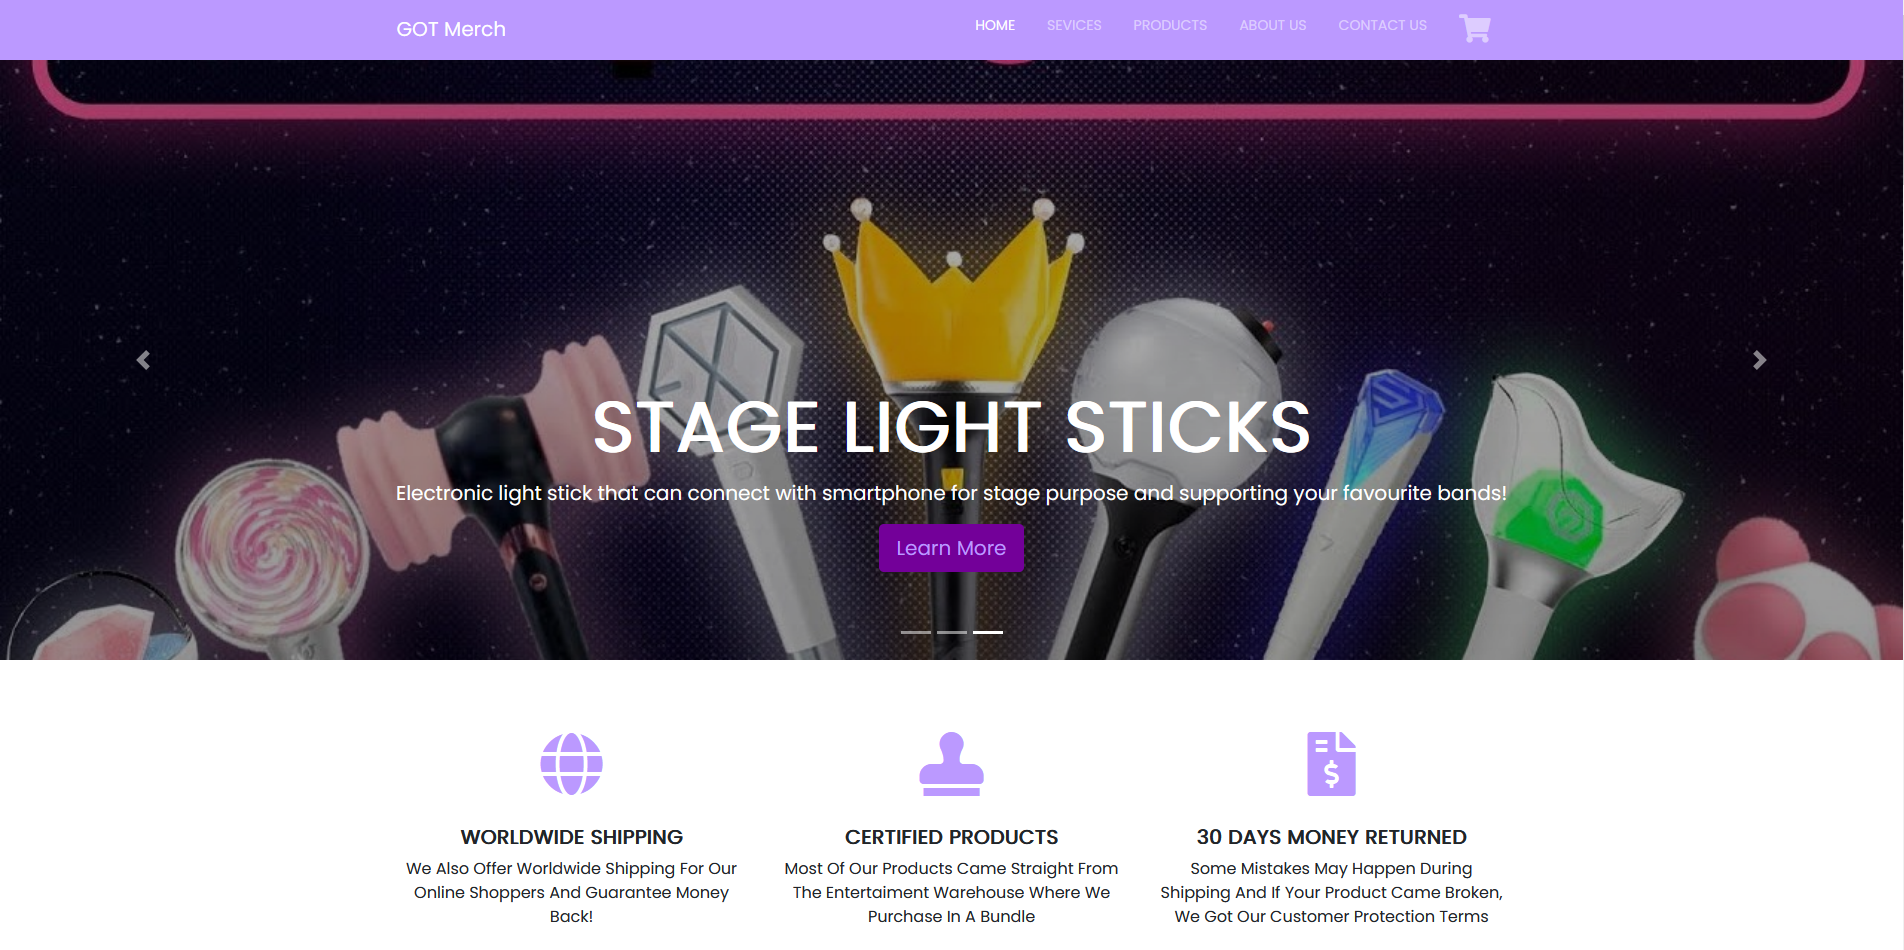 GOT Merch
HOME SEVICES PRODUCTS ABOUT US CONTACT US
STAGE LIGHT STICKS
Electronic light stick that can connect with smartphone for stage purpose and supporting your favourite bands!
Learn More
WORLDWIDE SHIPPING
We Also Offer Worldwide Shipping For Our
Online Shoppers And Guarantee Money
Back!
CERTIFIED PRODUCTS
Most Of Our Products Came Straight From
The Entertaiment Warehouse Where We
Purchase In A Bundle
30 DAYS MONEY RETURNED
Some Mistakes May Happen During
Shipping And If Your Product Came Broken,
We Got Our Customer Protection Terms